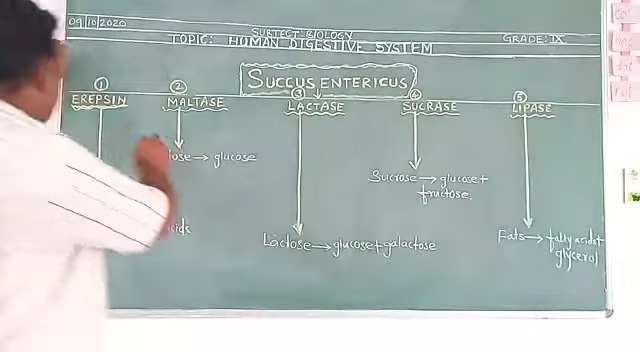 09/10/2020
SUBJECT: BIOLOGY
TOPIC: HUMAN DIGESTIVE SYSTEM
GRADE: IX
SUCCUS ENTERICUS
① ② ③ ④ ⑤
EREPSIN MALTASE LACTASE SUCRASE LIPASE
→ glucose
Sucrose → glucose +
fructose.
Lactose → glucose + galactose
Fats → fatty acids +
glycerol